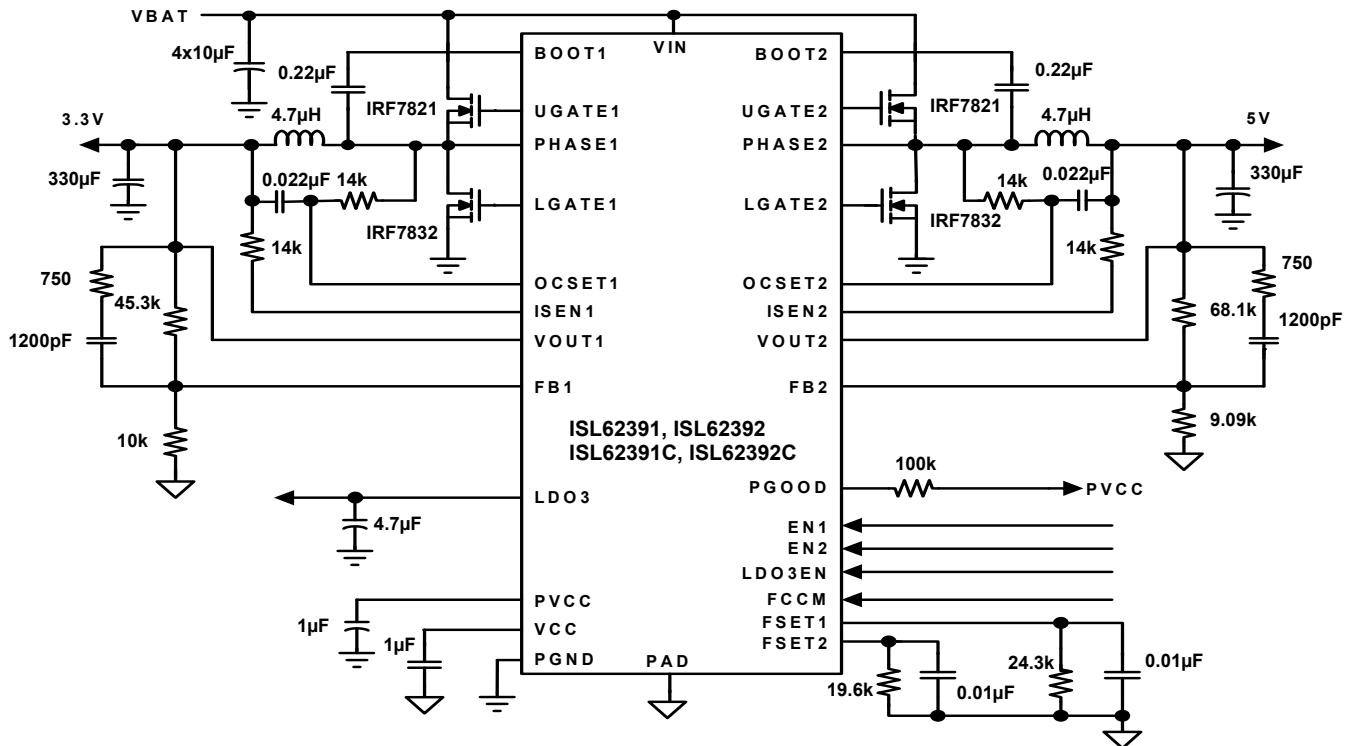 VBAT
VIN
4x10µF
0.22µF
BOOT1
BOOT2
0.22µF
IRF7821
UGATE1
UGATE2
IRF7821
3.3V
4.7µH
PHASE1
PHASE2
4.7µH
5V
330µF
0.022µF
14k
14k
0.022µF
330µF
LGATE1
LGATE2
IRF7832
IRF7832
14k
14k
750
OCSET1
OCSET2
750
45.3k
ISEN1
ISEN2
68.1k
1200pF
VOUT1
VOUT2
1200pF
FB1
FB2
10k
ISL62391, ISL62392
ISL62391C, ISL62392C
9.09k
LDO3
PGOOD
100k
PVCC
4.7µF
EN1
EN2
LDO3EN
FCCM
PVCC
FSET1
1µF
VCC
FSET2
1µF
PGND
PAD
19.6k
0.01µF
24.3k
0.01µF